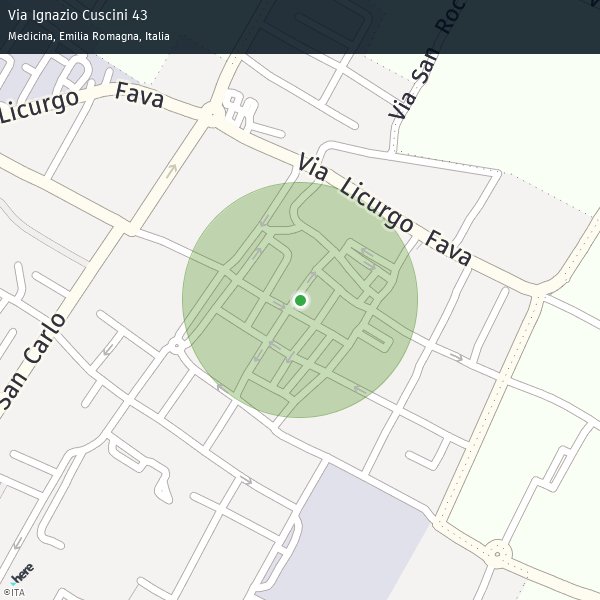 Via Ignazio Cuscini 43
Medicina, Emilia Romagna, Italia
Via San Roc
Licurgo Fava
Via Licurgo Fava
San Carlo
here
©ITA